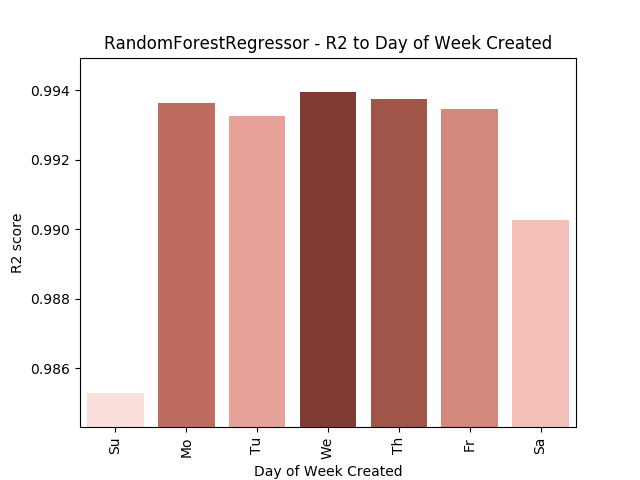 RandomForestRegressor - R2 to Day of Week Created
0.994
0.992
0.990
0.988
0.986
R2 score
Su
Mo
Tu
We
Th
Fr
Sa
Day of Week Created